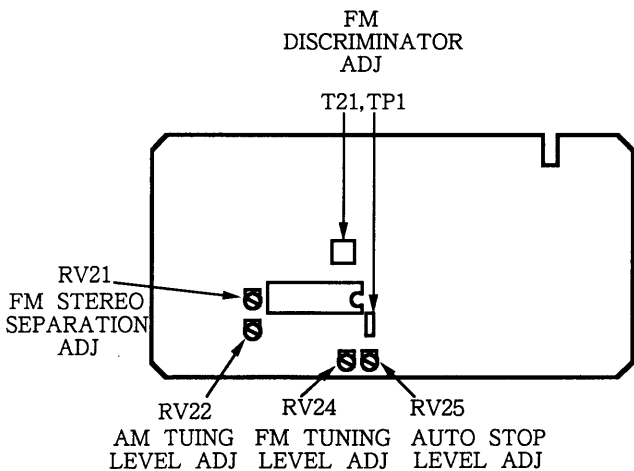 FM
DISCRIMINATOR
ADJ
T21, TP1
RV21
FM STEREO
SEPARATION
ADJ
RV22
AM TUING
LEVEL ADJ
RV24
FM TUNING
LEVEL ADJ
RV25
AUTO STOP
LEVEL ADJ